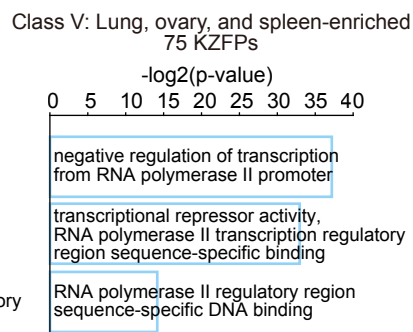 Class V: Lung, ovary, and spleen-enriched
75 KZFPs
-log2(p-value)
0 5 10 15 20 25 30 35 40
negative regulation of transcription
from RNA polymerase II promoter
transcriptional repressor activity,
RNA polymerase II transcription regulatory
region sequence-specific binding
RNA polymerase II regulatory region
sequence-specific DNA binding
ory